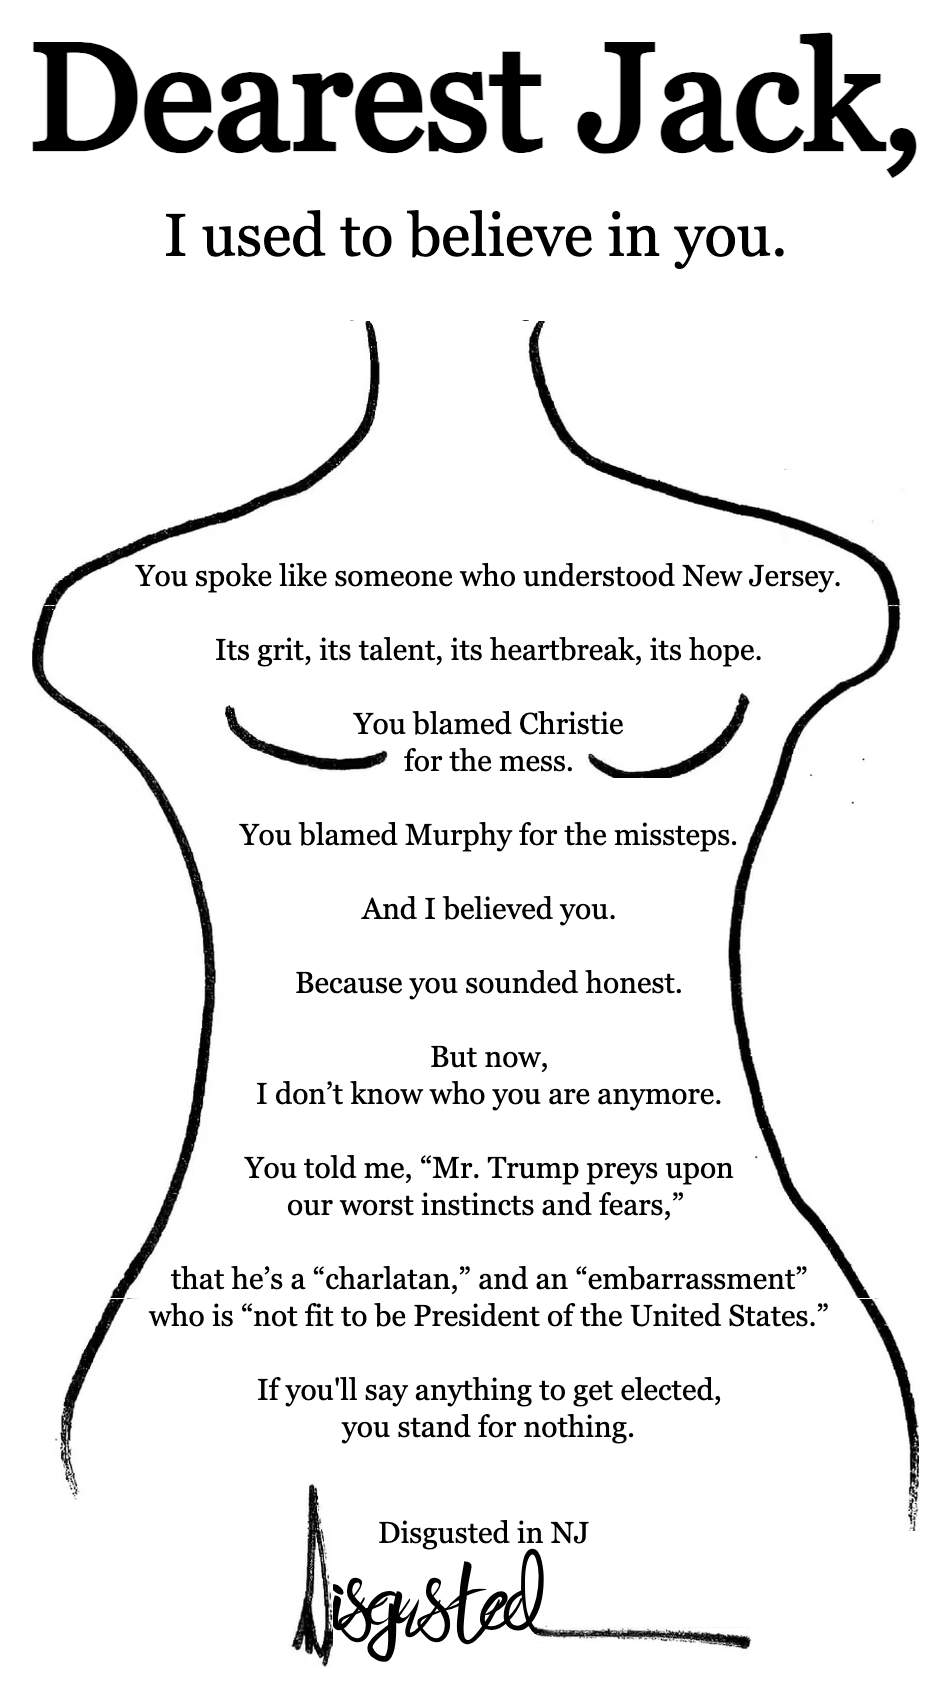 Dearest Jack,
I used to believe in you.
You spoke like someone who understood New Jersey.
Its grit, its talent, its heartbreak, its hope.
You blamed Christie
for the mess.
You blamed Murphy for the missteps.
And I believed you.
Because you sounded honest.
But now,
I don’t know who you are anymore.
You told me, “Mr. Trump preys upon
our worst instincts and fears,”
that he’s a “charlatan,” and an “embarrassment”
who is “not fit to be President of the United States.”
If you'll say anything to get elected,
you stand for nothing.
Disgusted in NJ
Disgusted